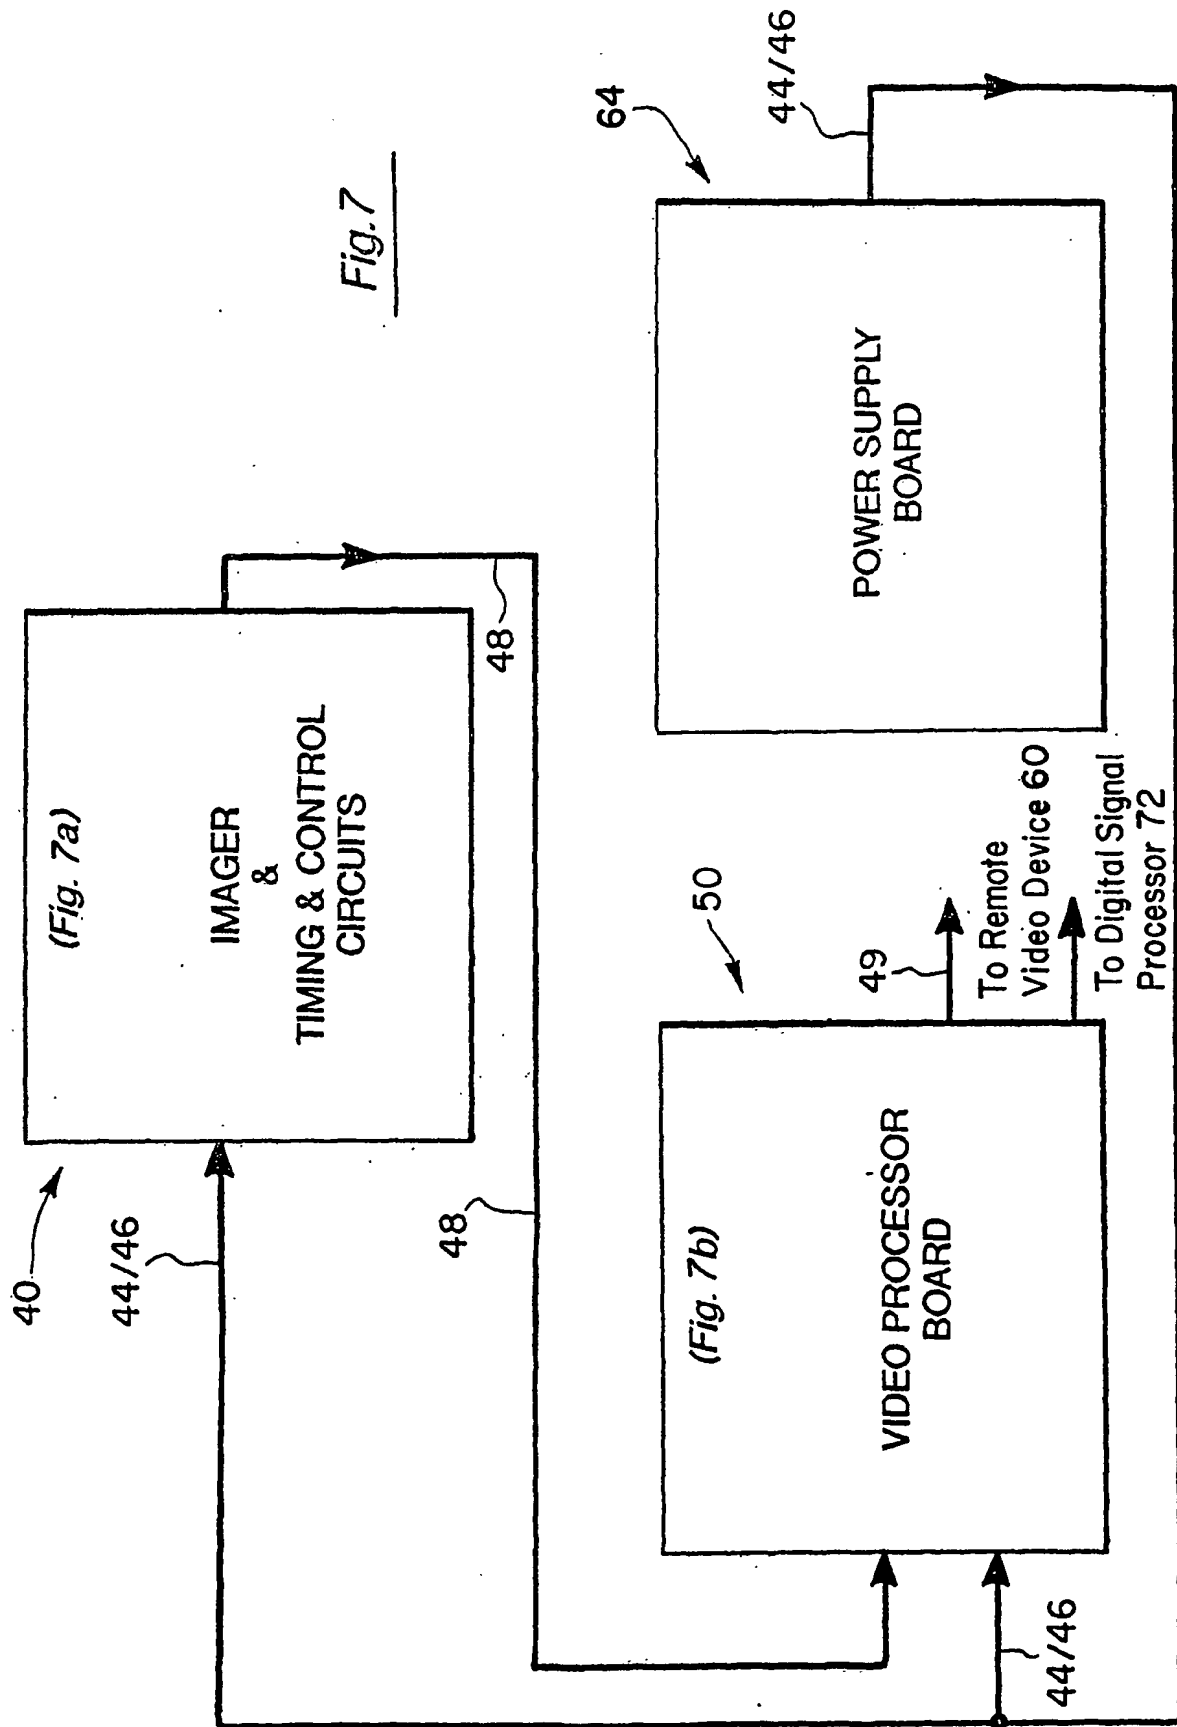 Fig. 7
40
44/46
(Fig. 7a)
IMAGER
&
TIMING & CONTROL
CIRCUITS
48
48
50
(Fig. 7b)
VIDEO PROCESSOR
BOARD
44/46
49
To Remote
Video Device 60
To Digital Signal
Processor 72
64
POWER SUPPLY
BOARD
44/46